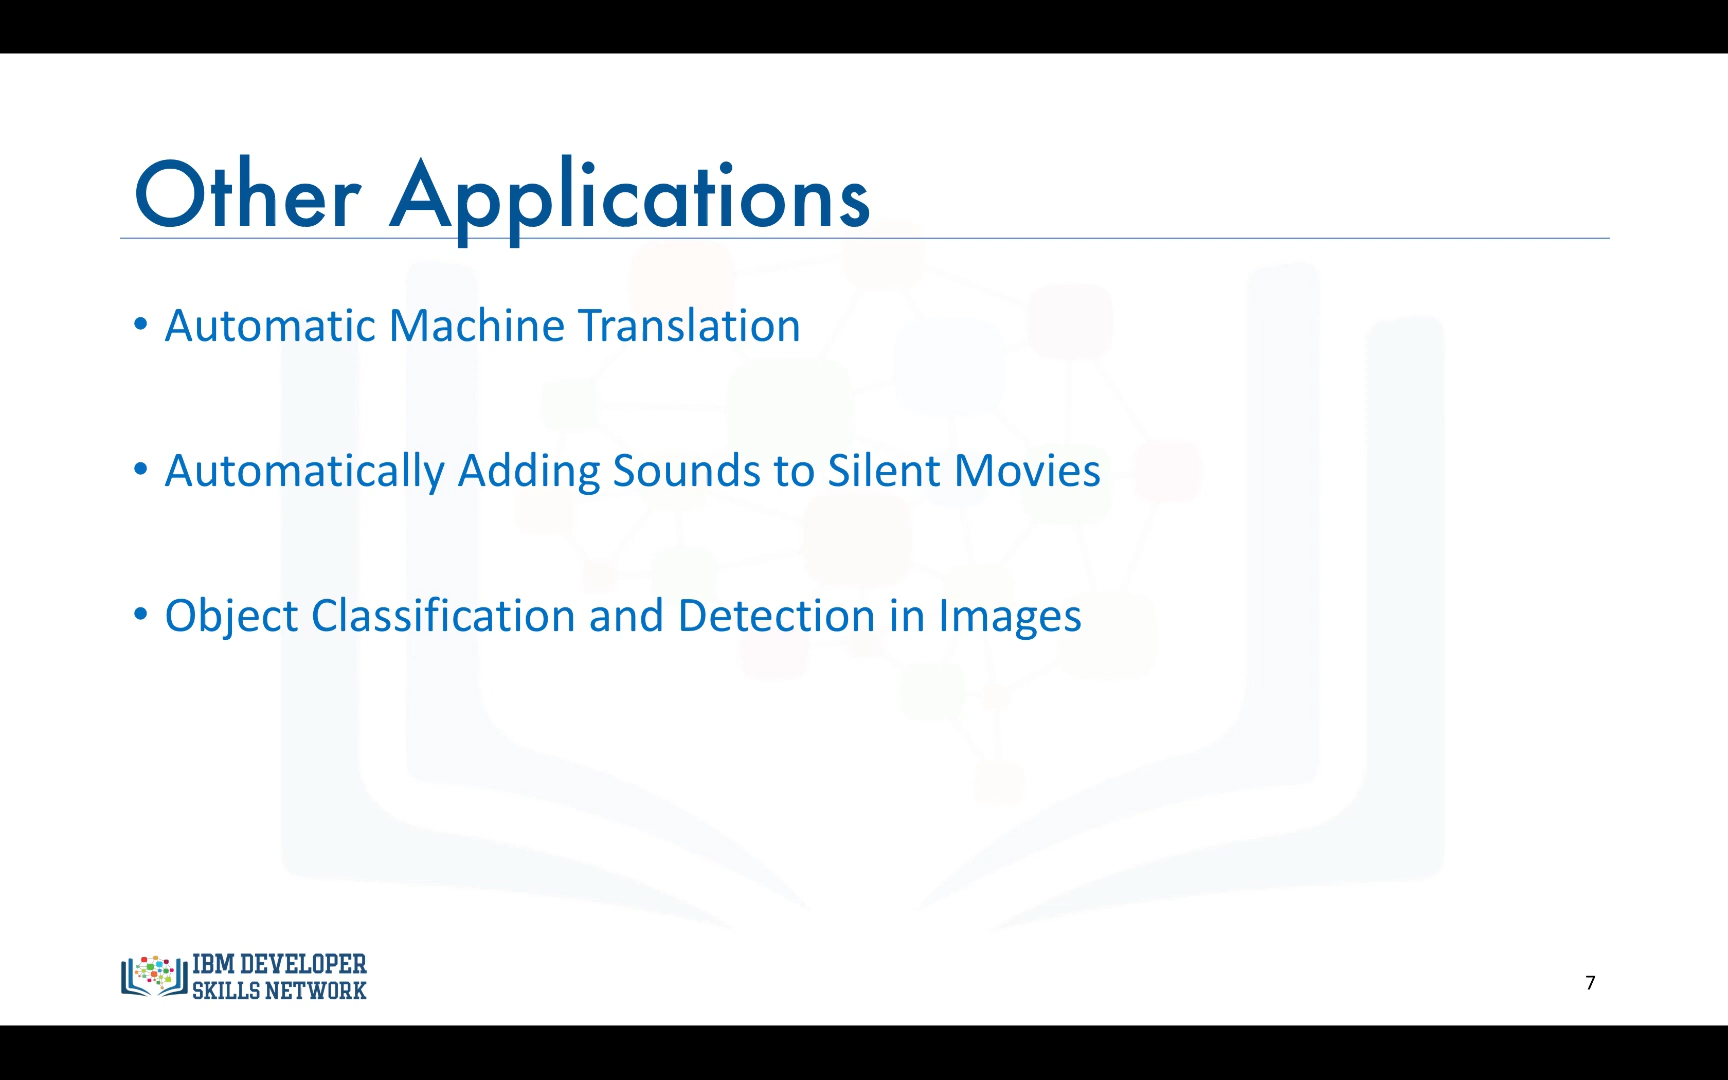 Other Applications
• Automatic Machine Translation
• Automatically Adding Sounds to Silent Movies
• Object Classification and Detection in Images
IBM DEVELOPER
SKILLS NETWORK
7